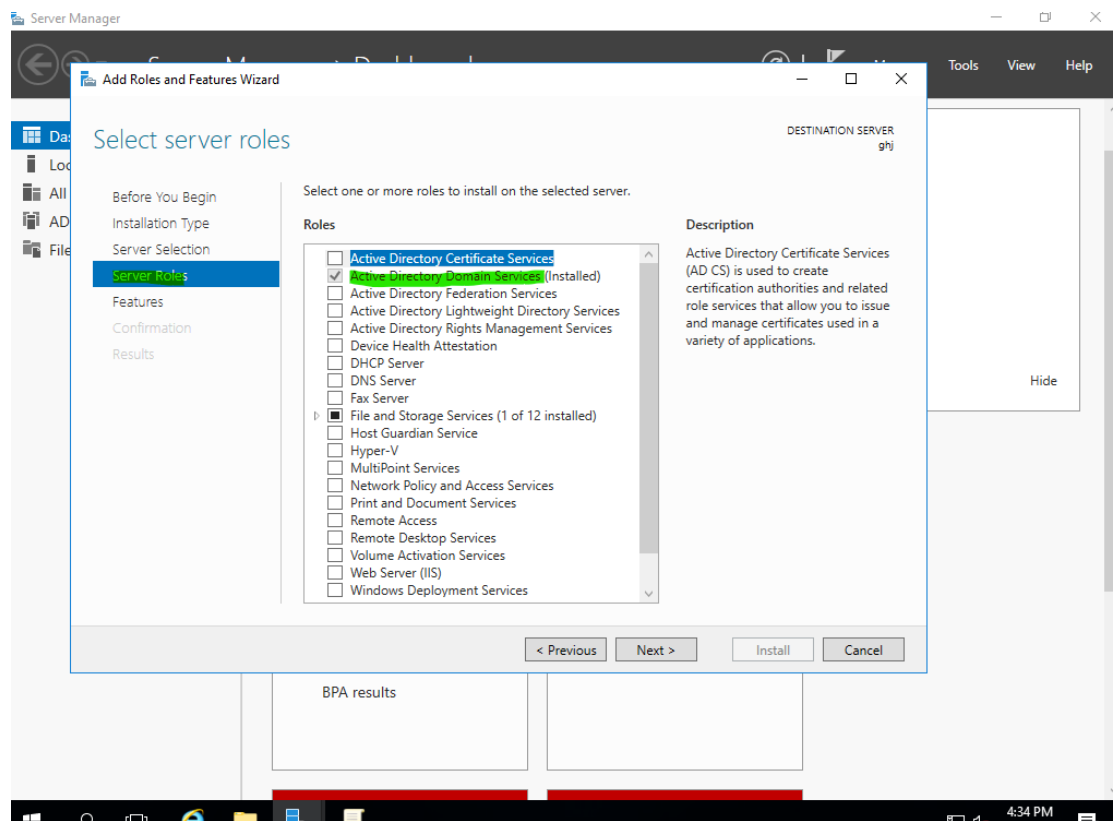 Server Manager
Tools View Help
Add Roles and Features Wizard
Select server roles
DESTINATION SERVER
ghj
Before You Begin
Installation Type
Server Selection
Server Roles
Features
Confirmation
Results
Select one or more roles to install on the selected server.
Roles
Active Directory Certificate Services
Active Directory Domain Services (Installed)
Active Directory Federation Services
Active Directory Lightweight Directory Services
Active Directory Rights Management Services
Device Health Attestation
DHCP Server
DNS Server
Fax Server
File and Storage Services (1 of 12 installed)
Host Guardian Service
Hyper-V
MultiPoint Services
Network Policy and Access Services
Print and Document Services
Remote Access
Remote Desktop Services
Volume Activation Services
Web Server (IIS)
Windows Deployment Services
Description
Active Directory Certificate Services
(AD CS) is used to create
certification authorities and related
role services that allow you to issue
and manage certificates used in a
variety of applications.
< Previous
Next >
Install
Cancel
All
AD
File
Hide
BPA results
4:34 PM